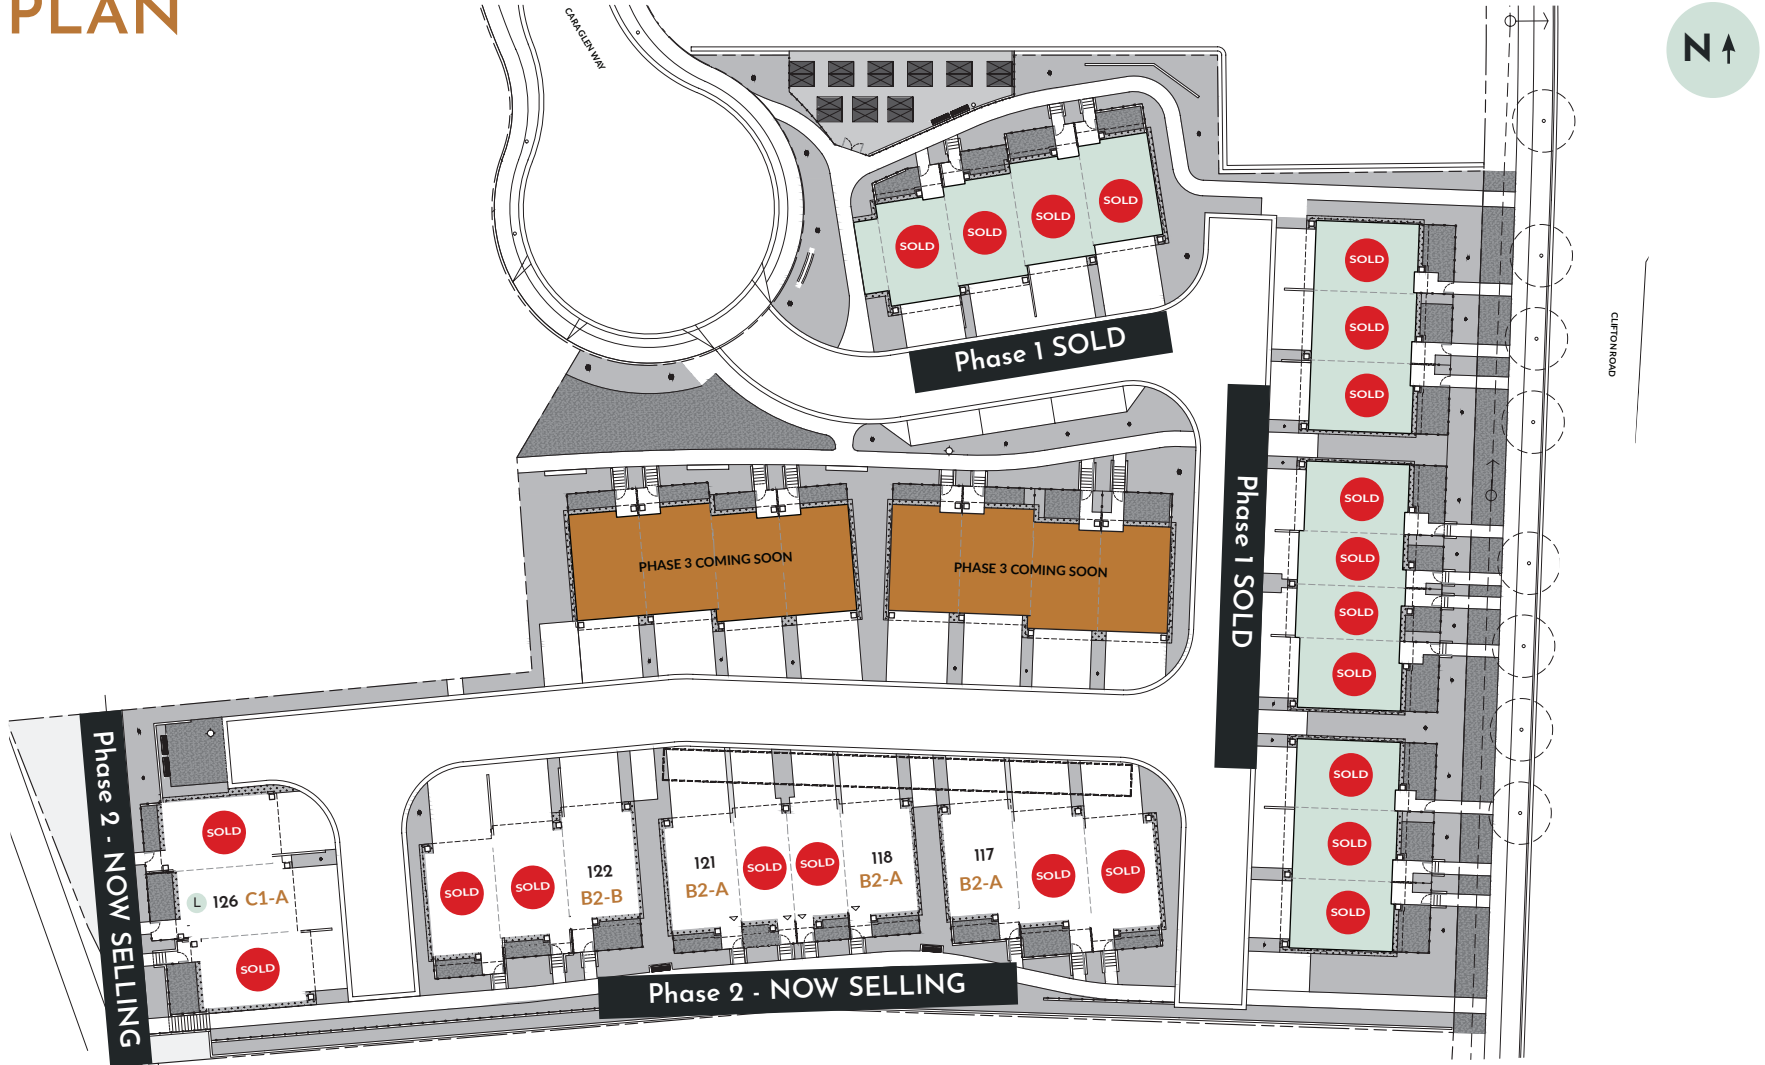 PLAN
CARA GLEN WAY
N
SOLD
SOLD
SOLD
SOLD
Phase 1 SOLD
SOLD
SOLD
SOLD
CLIFTON ROAD
Phase 1 SOLD
SOLD
SOLD
SOLD
SOLD
PHASE 3 COMING SOON
PHASE 3 COMING SOON
SOLD
SOLD
SOLD
Phase 2 - NOW SELLING
SOLD
L 126 C1-A
SOLD
SOLD
SOLD
122
B2-B
121
B2-A
SOLD
SOLD
118
B2-A
117
B2-A
SOLD
SOLD
Phase 2 - NOW SELLING